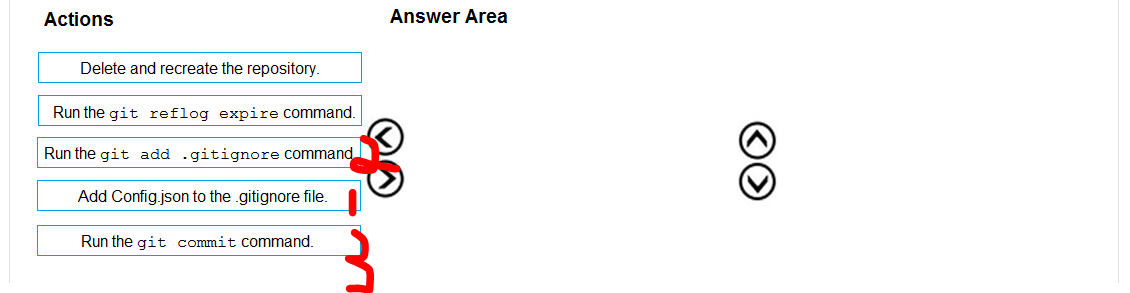 Actions
Answer Area
Delete and recreate the repository.
Run the git reflog expire command.
Run the git add .gitignore command.
2
Add Config.json to the .gitignore file.
1
Run the git commit command.
3